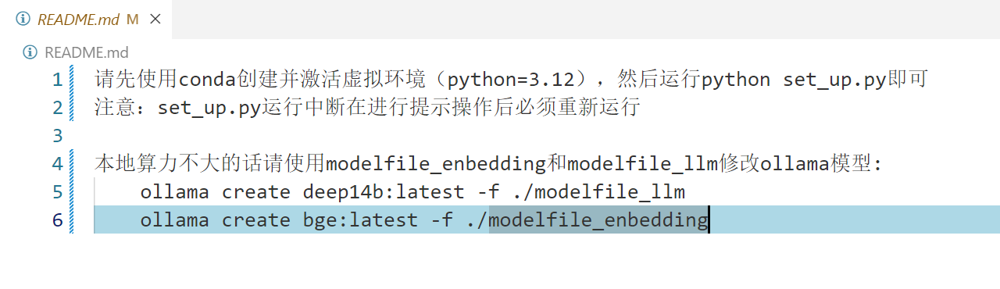 README.md M
README.md
1 请先使用conda创建并激活虚拟环境（python=3.12），然后运行python set_up.py即可
2 注意：set_up.py运行中断在进行提示操作后必须重新运行
3
4 本地算力不大的话请使用modelfile_enbedding和modelfile_llm修改ollama模型:
5 ollama create deep14b:latest -f ./modelfile_llm
6 ollama create bge:latest -f ./modelfile_enbedding